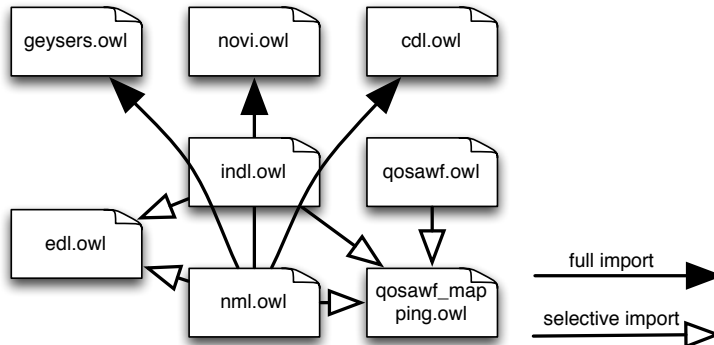 geysers.owl
novi.owl
cdl.owl
indl.owl
qosawf.owl
edl.owl
nml.owl
qosawf_map
ping.owl
full import
selective import